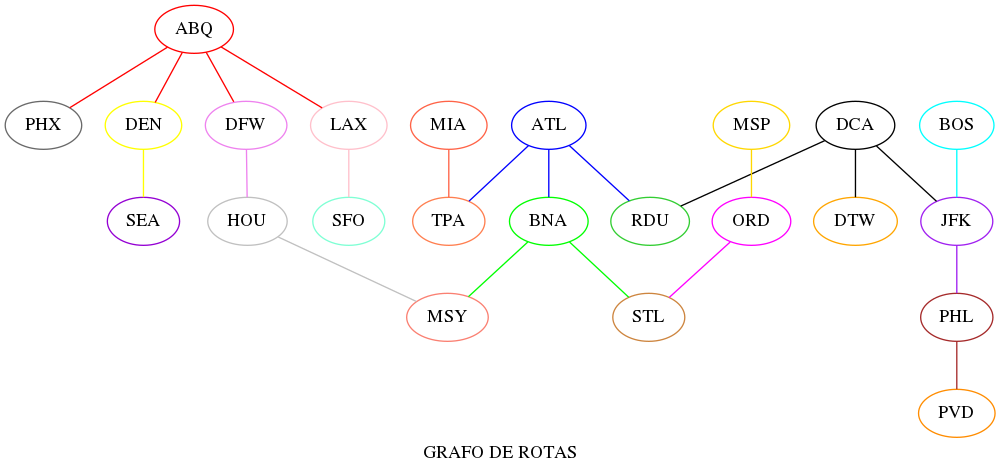 ABQ
PHX DEN DFW LAX MIA ATL MSP DCA BOS
SEA HOU SFO TPA BNA RDU ORD DTW JFK
MSY STL PHL
PVD
GRAFO DE ROTAS